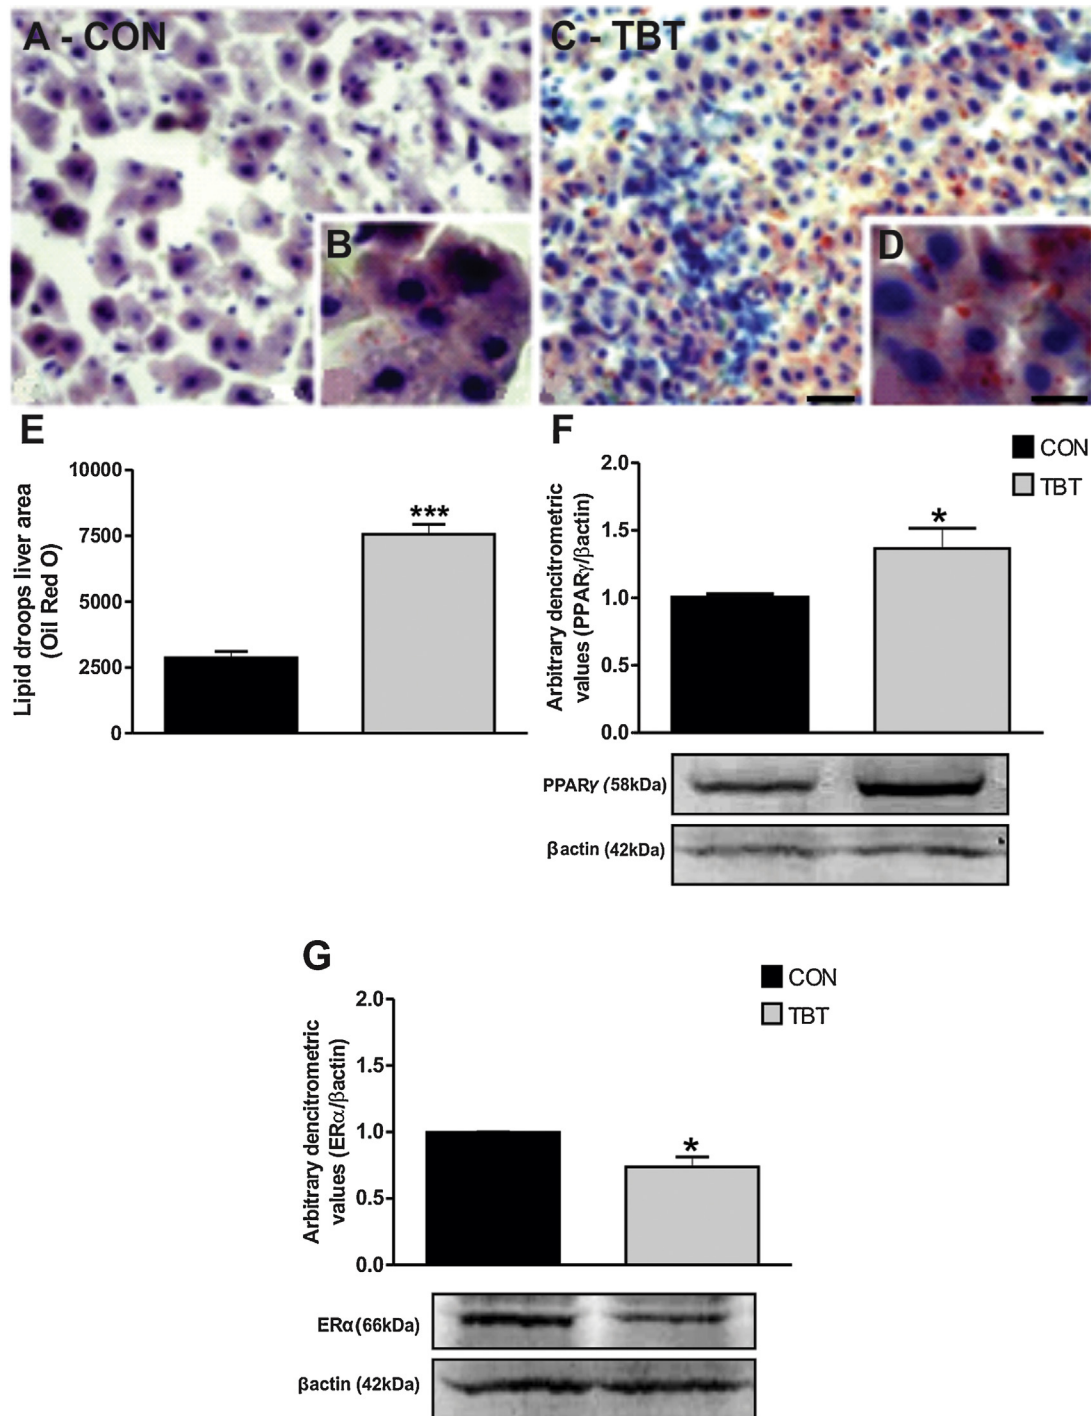 A - CON
C - TBT
B
D
E
10000
7500
5000
2500
0
Lipid droops liver area
(Oil Red O)
***
F
CON
TBT
2.0
1.5
1.0
0.5
0.0
Arbitrary dencitrometric
values (PPARγ/βactin)
*
PPARγ (58kDa)
βactin (42kDa)
G
CON
TBT
2.0
1.5
1.0
0.5
0.0
Arbitrary dencitrometric
values (ERα/βactin)
*
ERα(66kDa)
βactin (42kDa)